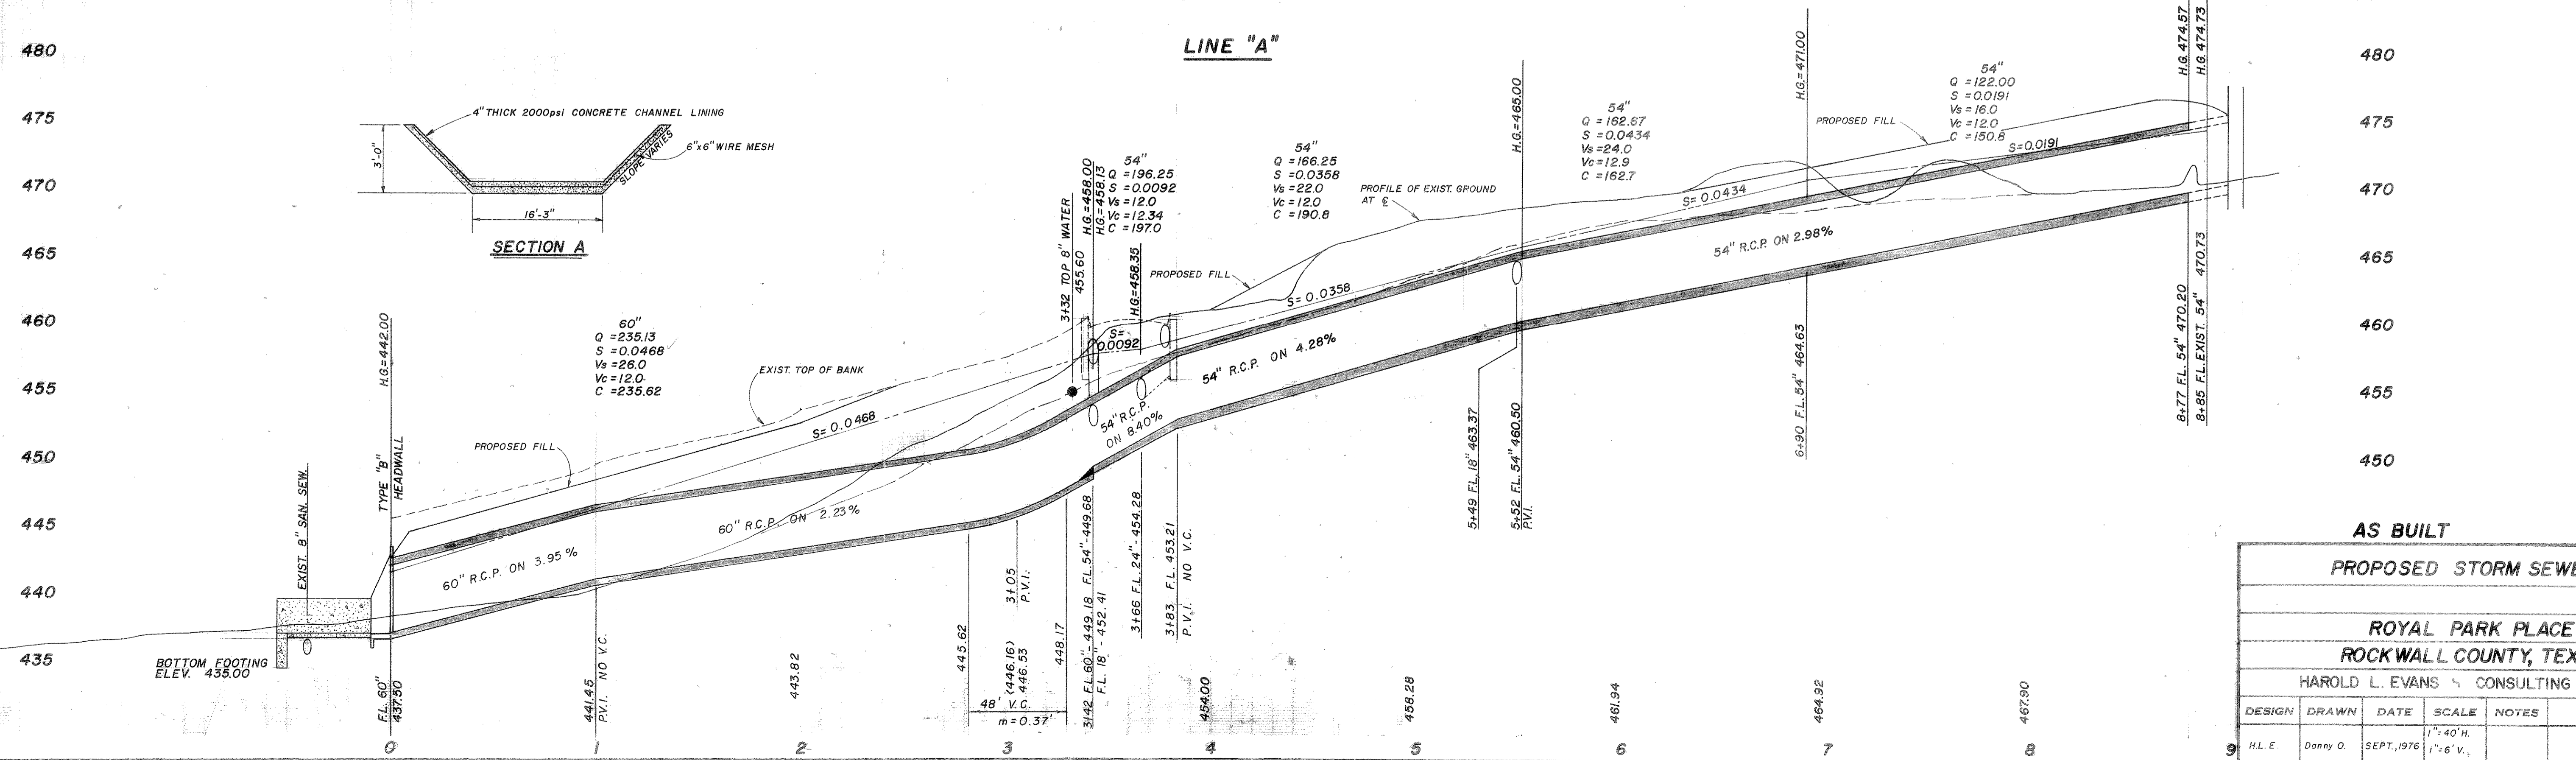 LINE "A"
480
475
470
465
460
455
450
445
440
435
4" THICK 2000psi CONCRETE CHANNEL LINING
6"x6" WIRE MESH
SLOPE VARIES
3'-0"
16'-3"
SECTION A
60"
Q = 235.13
S = 0.0468
Vs = 26.0
Vc = 12.0
C = 235.62
54"
Q = 196.25
S = 0.0092
Vs = 12.0
Vc = 12.34
C = 197.0
54"
Q = 166.25
S = 0.0358
Vs = 22.0
Vc = 12.0
C = 190.8
54"
Q = 162.67
S = 0.0434
Vs = 24.0
Vc = 12.9
C = 162.7
54"
Q = 122.00
S = 0.0191
Vs = 16.0
Vc = 12.0
C = 150.8
H.G.=442.00
TYPE "B"
HEADWALL
EXIST. 8" SAN. SEW.
BOTTOM FOOTING
ELEV. 435.00
F.L. 60"
437.50
PROPOSED FILL
EXIST. TOP OF BANK
S= 0.0468
60" R.C.P. ON 3.95 %
60" R.C.P. ON 2.23%
441.45
P.V.I. NO V.C.
443.82
445.62
3+05
P.V.I.
(446.16)
446.53
448.17
48' V.C.
m = 0.37'
3+42 F.L. 60"- 449.18 F.L. 54"-449.68
F.L. 18" - 452.41
3+32 TOP 8" WATER
455.60
H.G.=458.00
H.G.=458.13
H.G.=458.35
S=
0.0092
54" R.C.P.
ON 8.40%
3+66 F.L. 24"- 454.28
3+83 F.L. 453.21
P.V.I. NO V.C.
454.00
PROPOSED FILL
PROFILE OF EXIST. GROUND
AT ℄
S= 0.0358
54" R.C.P. ON 4.28%
458.28
5+49 F.L. 18" 463.37
5+52 F.L. 54" 460.50
P.V.I.
H.G.=465.00
S= 0.0434
54" R.C.P. ON 2.98%
461.94
H.G.=471.00
6+90 F.L. 54" 464.63
464.92
PROPOSED FILL
S=0.0191
467.90
H.G. 474.57
H.G. 474.73
8+77 F.L. 54" 470.20
8+85 F.L. EXIST. 54" 470.73
480
475
470
465
460
455
450
0 1 2 3 4 5 6 7 8 9
AS BUILT
PROPOSED STORM SEWE
ROYAL PARK PLACE
ROCKWALL COUNTY, TEX
HAROLD L. EVANS CONSULTING
DESIGN DRAWN DATE SCALE NOTES
H.L.E. Danny O. SEPT., 1976 1"=40' H.
1"=6' V.